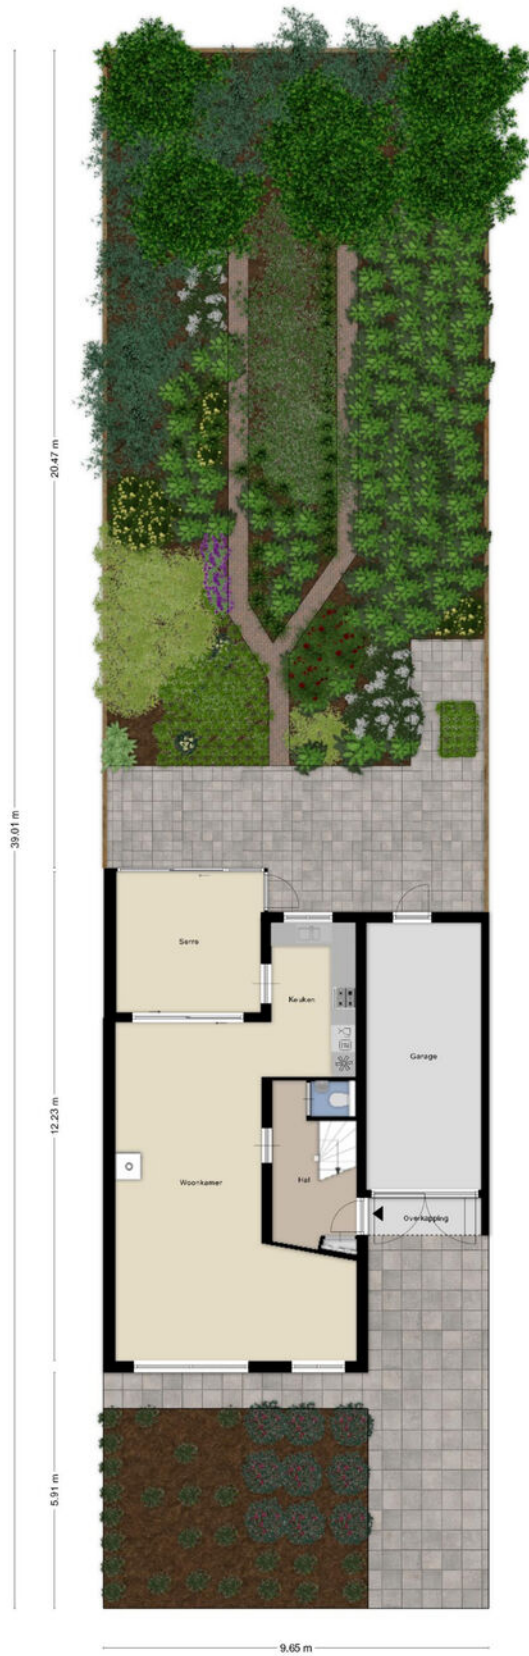 39.01 m
20.47 m
12.23 m
5.91 m
Serre
Keuken
Garage
Woonkamer
Hal
Overkapping
9.65 m